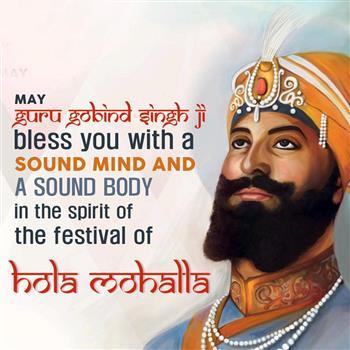 MAY
guru gobind singh ji
bless you with a
SOUND MIND AND
A SOUND BODY
in the spirit of
the festival of
hola mohalla